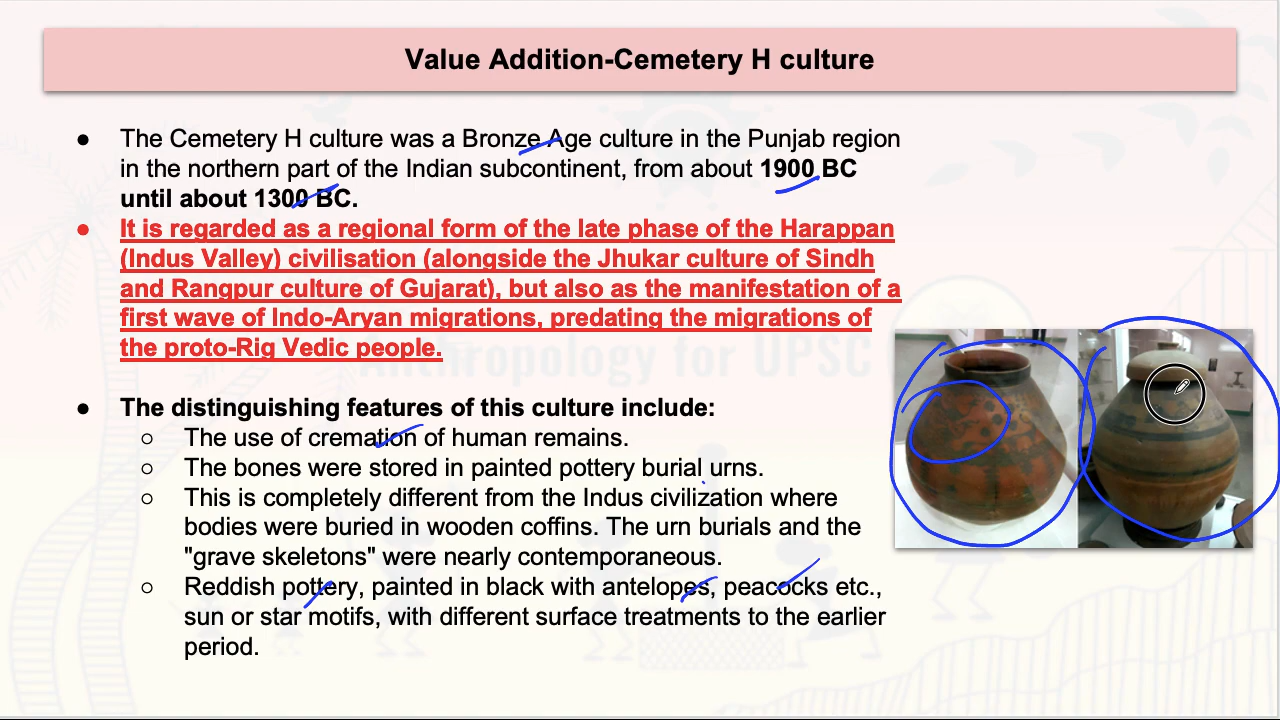 Value Addition-Cemetery H culture
● The Cemetery H culture was a Bronze Age culture in the Punjab region
in the northern part of the Indian subcontinent, from about 1900 BC
until about 1300 BC.
● It is regarded as a regional form of the late phase of the Harappan
(Indus Valley) civilisation (alongside the Jhukar culture of Sindh
and Rangpur culture of Gujarat), but also as the manifestation of a
first wave of Indo-Aryan migrations, predating the migrations of
the proto-Rig Vedic people.
Anthropology for UPSC
● The distinguishing features of this culture include:
○ The use of cremation of human remains.
○ The bones were stored in painted pottery burial urns.
○ This is completely different from the Indus civilization where
bodies were buried in wooden coffins. The urn burials and the
"grave skeletons" were nearly contemporaneous.
○ Reddish pottery, painted in black with antelopes, peacocks etc.,
sun or star motifs, with different surface treatments to the earlier
period.